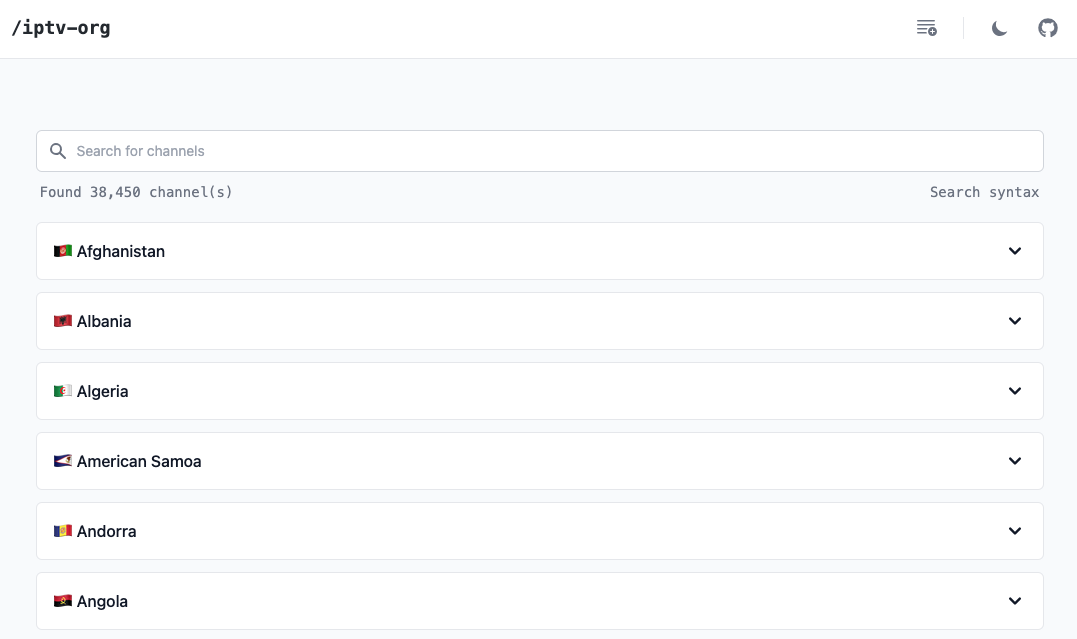 /iptv-org
Search for channels
Found 38,450 channel(s)
Search syntax
Afghanistan
Albania
Algeria
American Samoa
Andorra
Angola